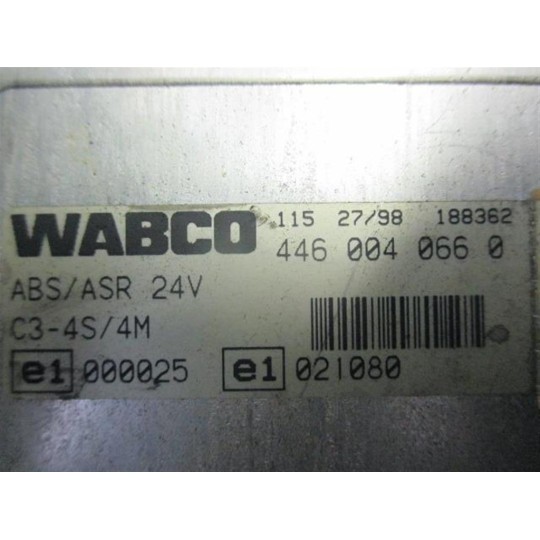 WABCO 115 27/98 188362
446 004 066 0
ABS/ASR 24V
C3-4S/4M
e1 000025 e1 021080